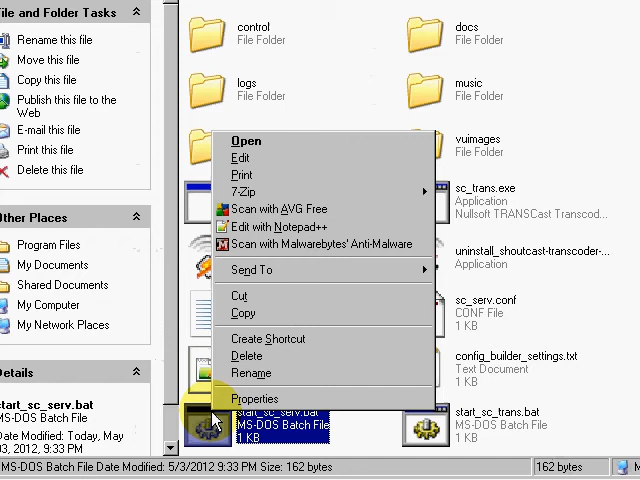 File and Folder Tasks
Rename this file
Move this file
Copy this file
Publish this file to the
Web
E-mail this file
Print this file
Delete this file
Other Places
Program Files
My Documents
Shared Documents
My Computer
My Network Places
Details
start_sc_serv.bat
MS-DOS Batch File
Date Modified: Today, May
03, 2012, 9:33 PM
control
File Folder
docs
File Folder
logs
File Folder
music
File Folder
vuimages
File Folder
sc_trans.exe
Application
Nullsoft TRANSCast Transcod...
uninstall_shoutcast-transcoder-...
Application
sc_serv.conf
CONF File
1 KB
config_builder_settings.txt
Text Document
1 KB
start_sc_serv.bat
MS-DOS Batch File
1 KB
start_sc_trans.bat
MS-DOS Batch File
1 KB
Open
Edit
Print
7-Zip
Scan with AVG Free
Edit with Notepad++
Scan with Malwarebytes' Anti-Malware
Send To
Cut
Copy
Create Shortcut
Delete
Rename
Properties
MS-DOS Batch File Date Modified: 5/3/2012 9:33 PM Size: 162 bytes
162 bytes